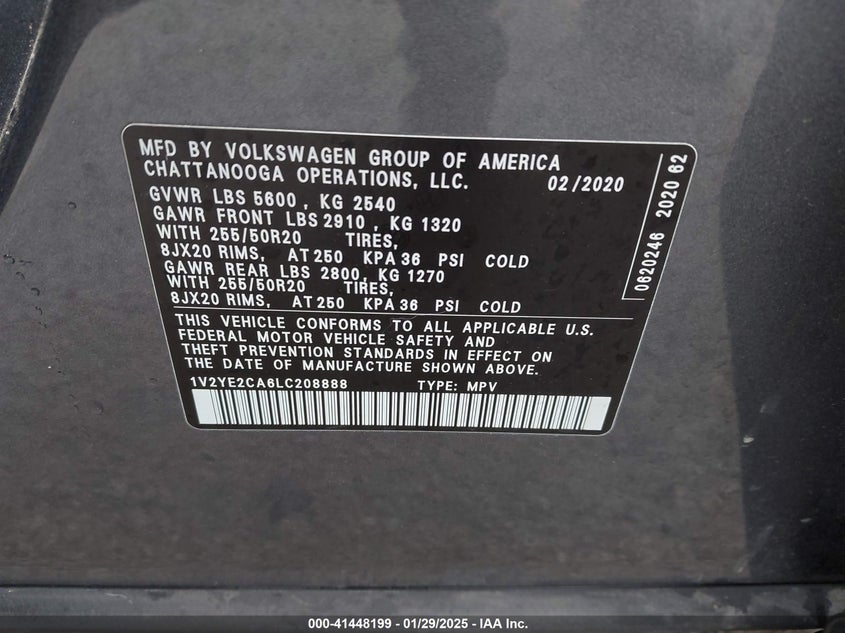 MFD BY VOLKSWAGEN GROUP OF AMERICA
CHATTANOOGA OPERATIONS, LLC. 02/2020
GVWR LBS 5600 , KG 2540
GAWR FRONT LBS 2910 , KG 1320
WITH 255/50R20 TIRES,
8JX20 RIMS, AT 250 KPA 36 PSI COLD
GAWR REAR LBS 2800, KG 1270
WITH 255/50R20 TIRES,
8JX20 RIMS, AT 250 KPA 36 PSI COLD
THIS VEHICLE CONFORMS TO ALL APPLICABLE U.S.
FEDERAL MOTOR VEHICLE SAFETY AND
THEFT PREVENTION STANDARDS IN EFFECT ON
THE DATE OF MANUFACTURE SHOWN ABOVE.
1V2YE2CA6LC208888 TYPE: MPV
0620246 2020 62
000-41448199 - 01/29/2025 - IAA Inc.